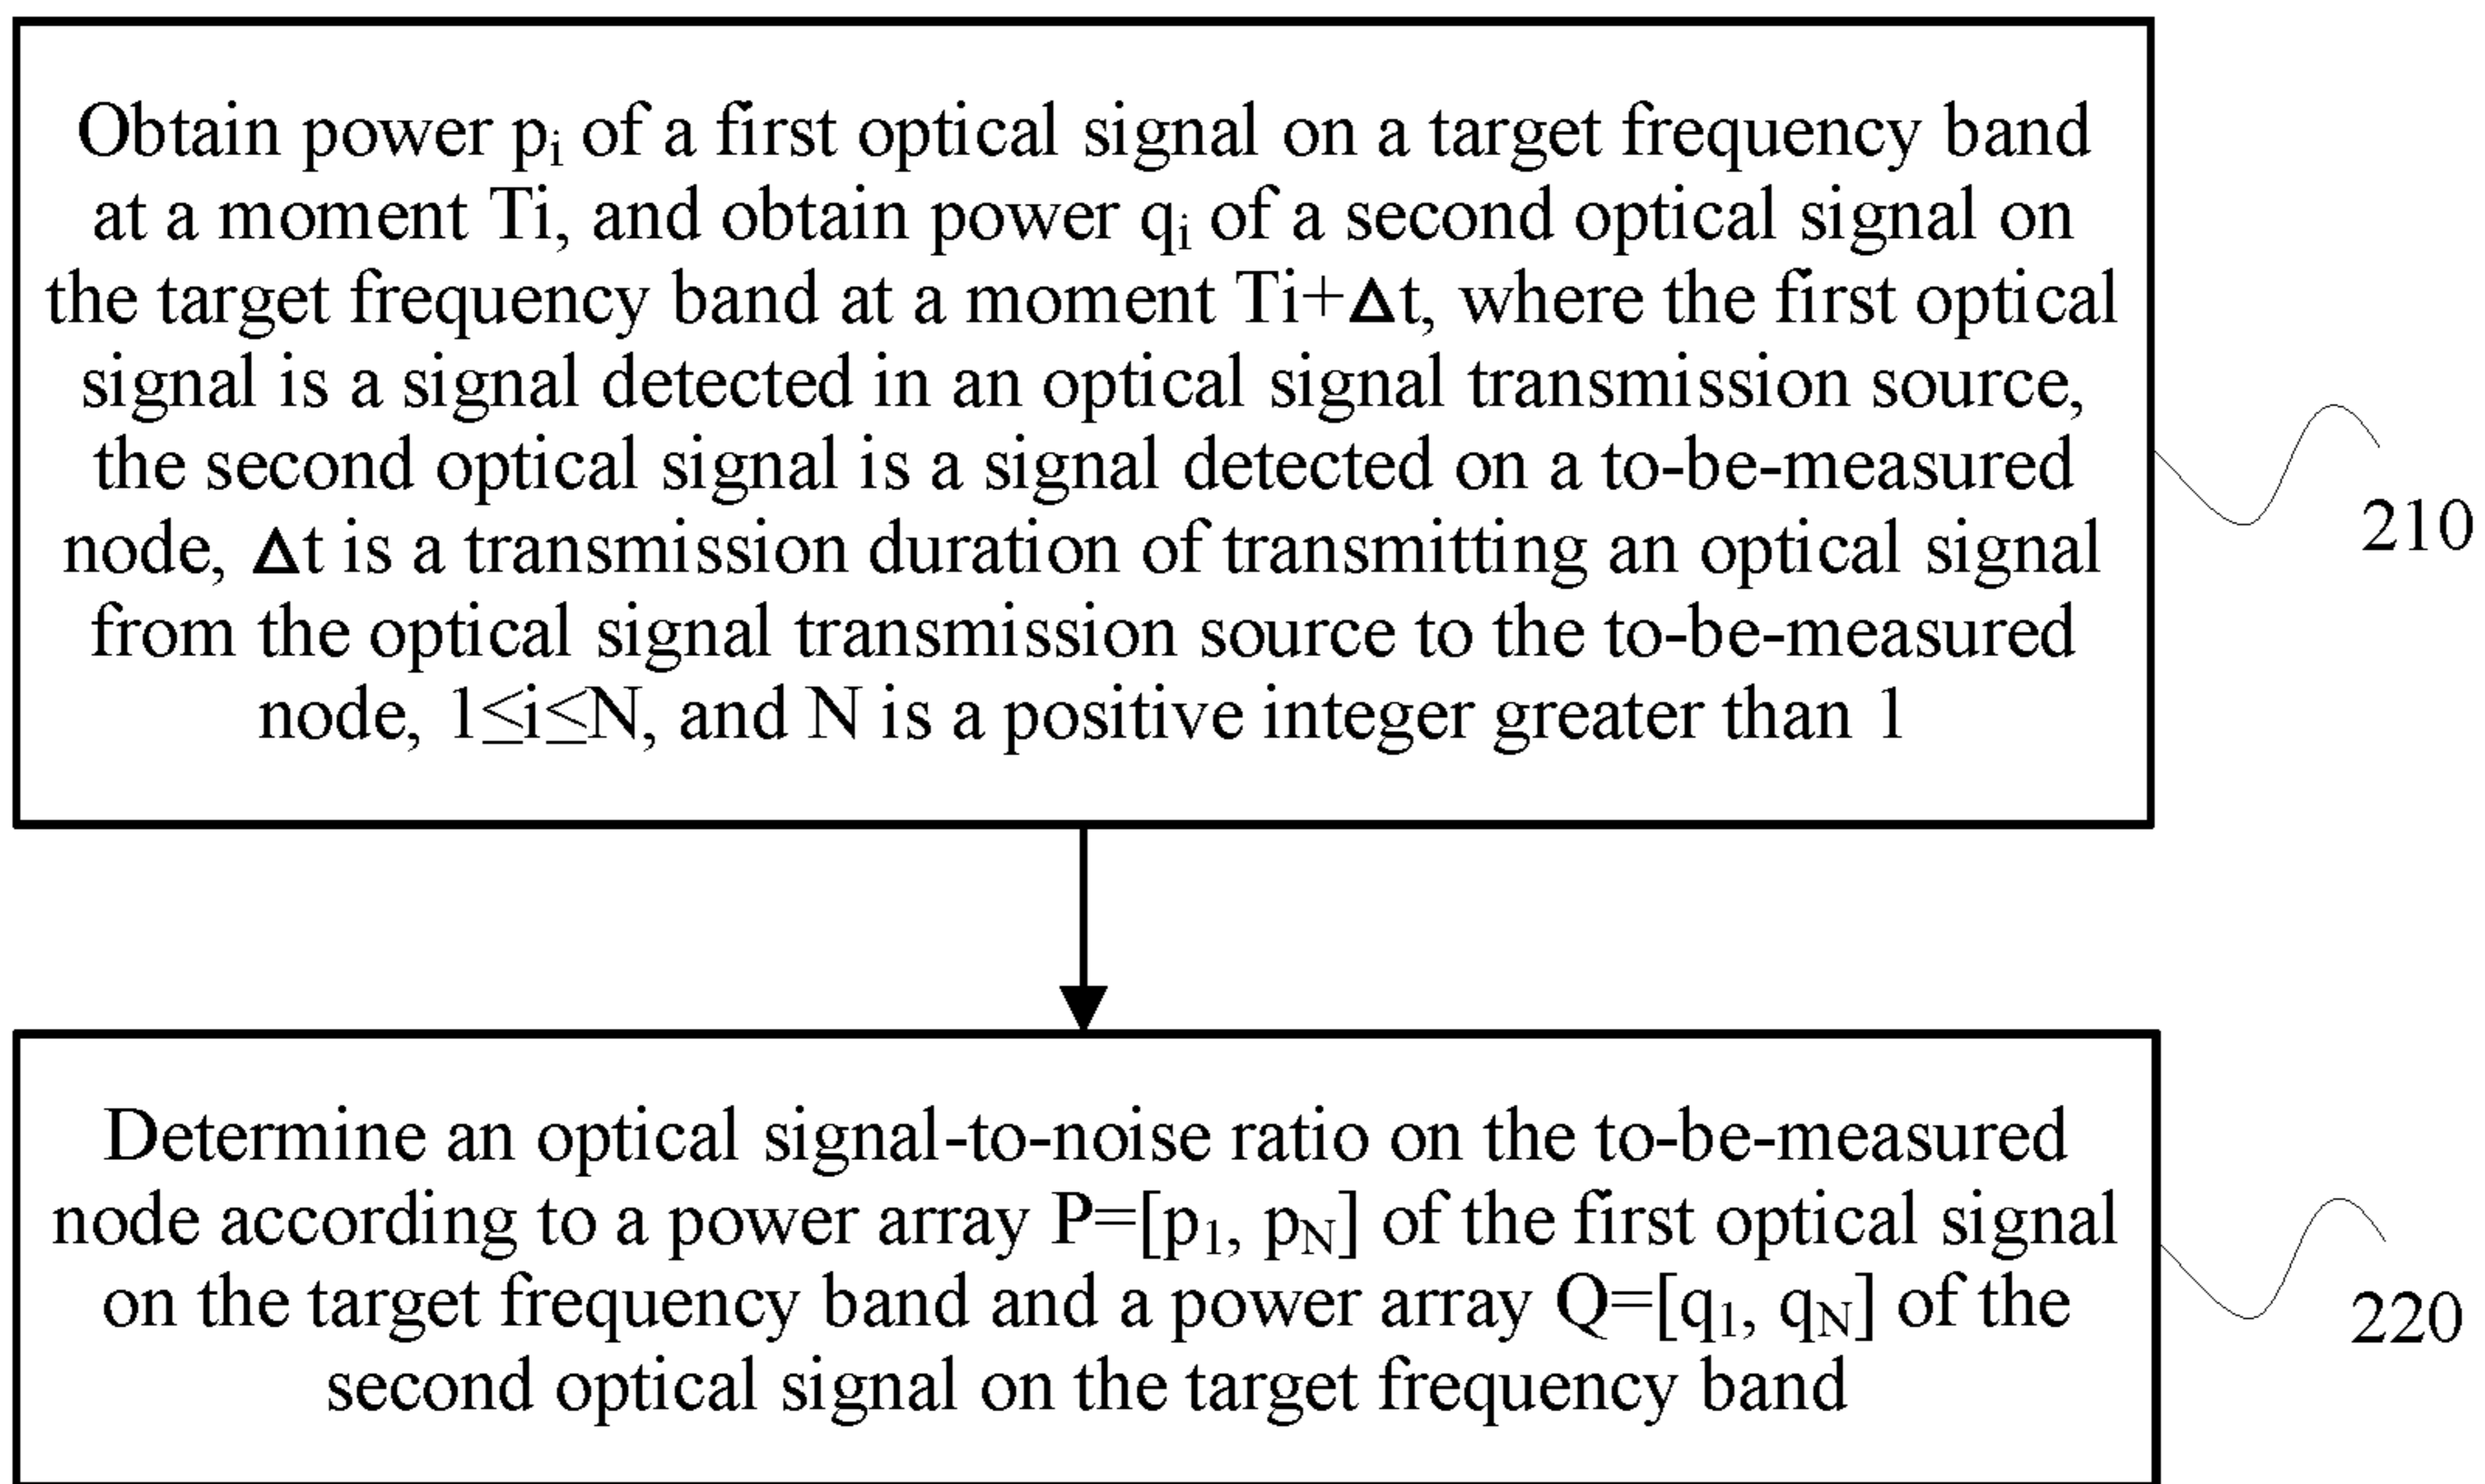 Obtain power pᵢ of a first optical signal on a target frequency band
at a moment Ti, and obtain power qᵢ of a second optical signal on
the target frequency band at a moment Ti+Δt, where the first optical
signal is a signal detected in an optical signal transmission source,
the second optical signal is a signal detected on a to-be-measured
node, Δt is a transmission duration of transmitting an optical signal
from the optical signal transmission source to the to-be-measured
node, 1≤i≤N, and N is a positive integer greater than 1
210
Determine an optical signal-to-noise ratio on the to-be-measured
node according to a power array P=[p₁, p_N] of the first optical signal
on the target frequency band and a power array Q=[q₁, q_N] of the
second optical signal on the target frequency band
220